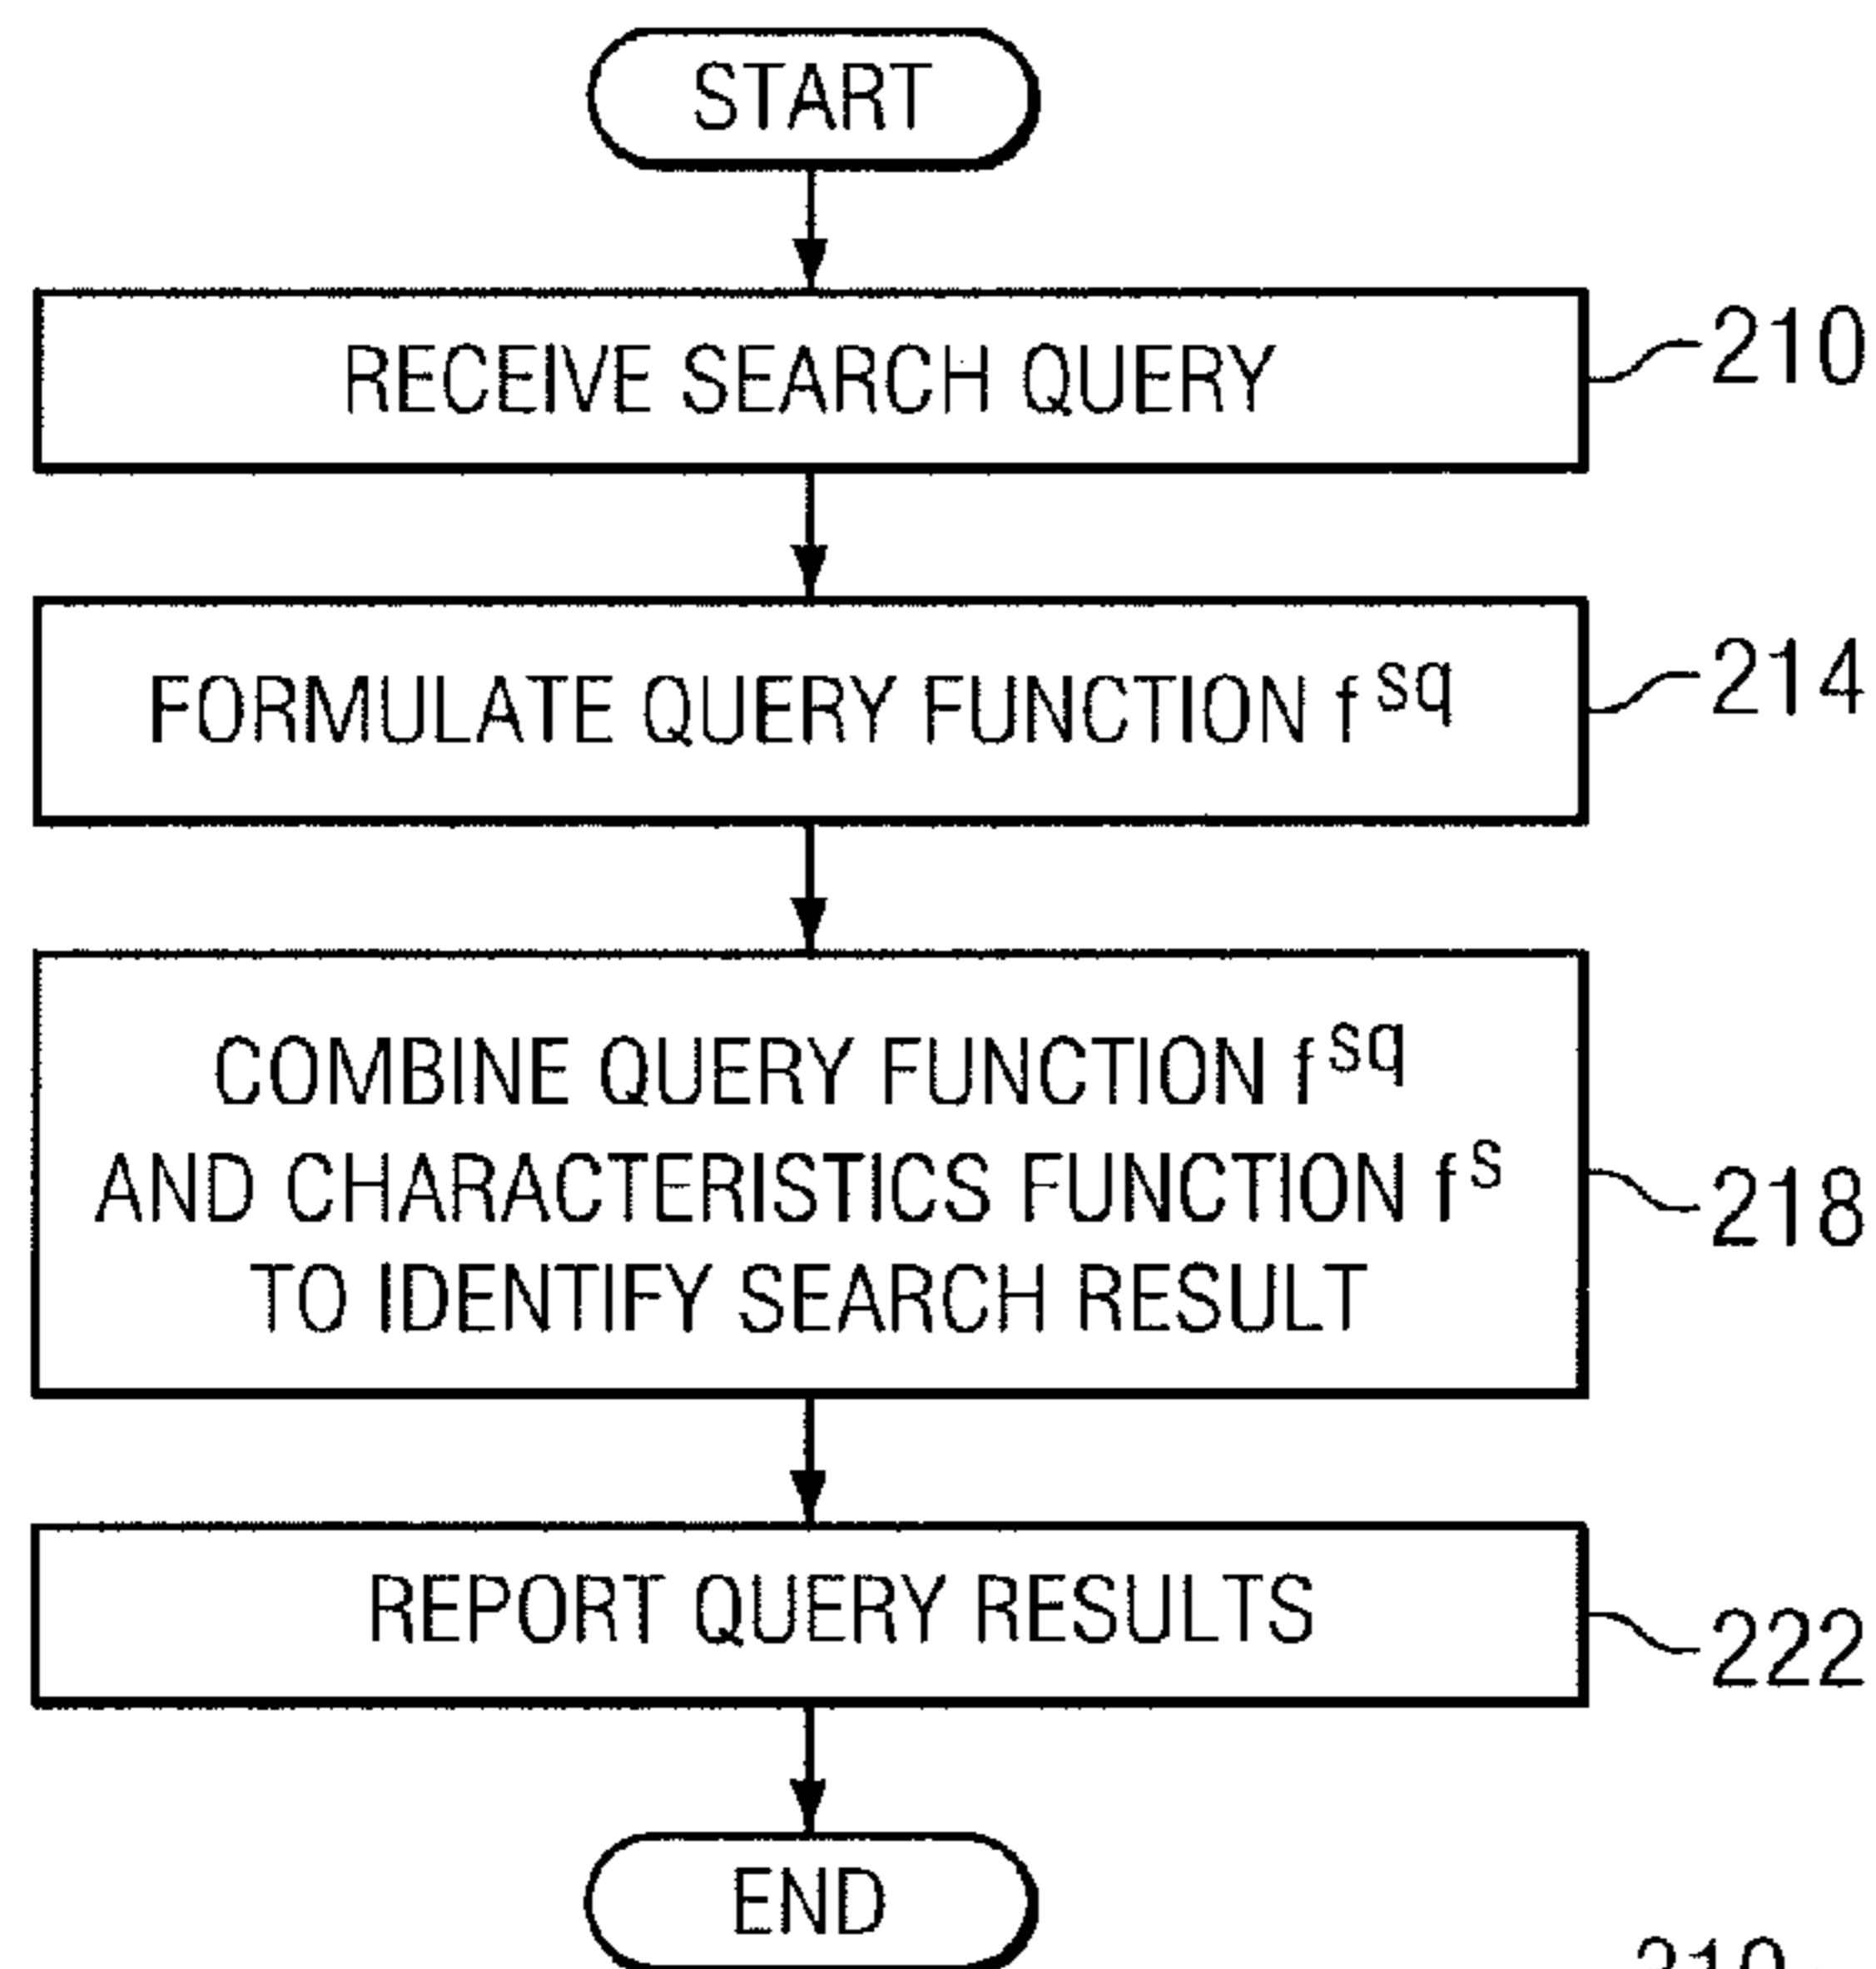 START
RECEIVE SEARCH QUERY
210
FORMULATE QUERY FUNCTION f^sq
214
COMBINE QUERY FUNCTION f^sq
AND CHARACTERISTICS FUNCTION f^s
TO IDENTIFY SEARCH RESULT
218
REPORT QUERY RESULTS
222
END